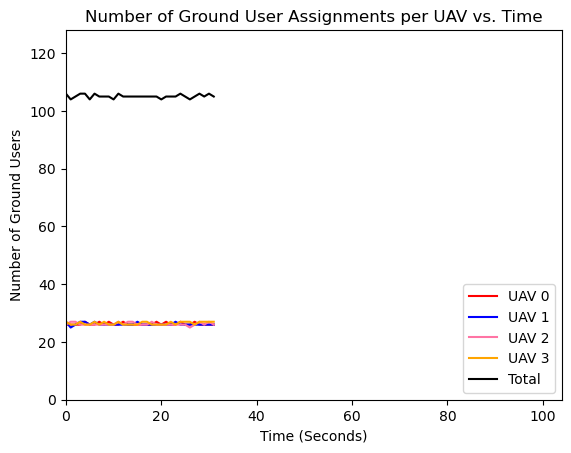 Number of Ground User Assignments per UAV vs. Time
Number of Ground Users
120
100
80
60
40
20
0
0 20 40 60 80 100
Time (Seconds)
UAV 0
UAV 1
UAV 2
UAV 3
Total